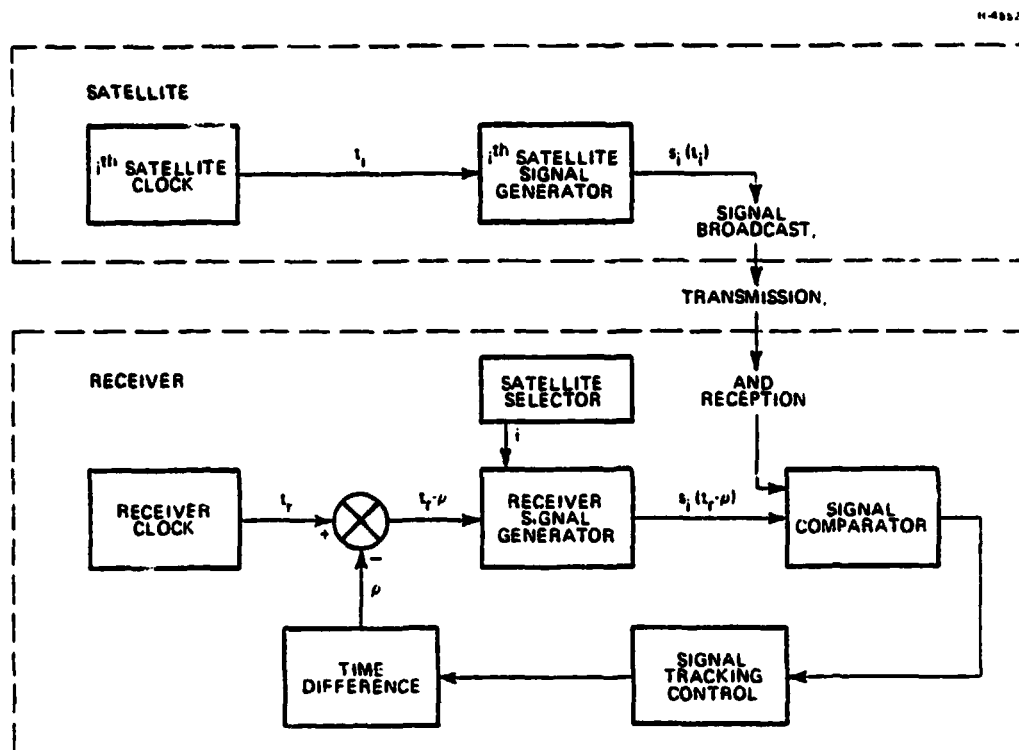 SATELLITE
i^th SATELLITE
CLOCK
t_i
i^th SATELLITE
SIGNAL
GENERATOR
s_i (t_i)
SIGNAL
BROADCAST,
TRANSMISSION,
AND
RECEPTION
RECEIVER
SATELLITE
SELECTOR
i
RECEIVER
CLOCK
t_r
+
−
t_r-μ
RECEIVER
SIGNAL
GENERATOR
s_i (t_r-μ)
SIGNAL
COMPARATOR
μ
TIME
DIFFERENCE
SIGNAL
TRACKING
CONTROL